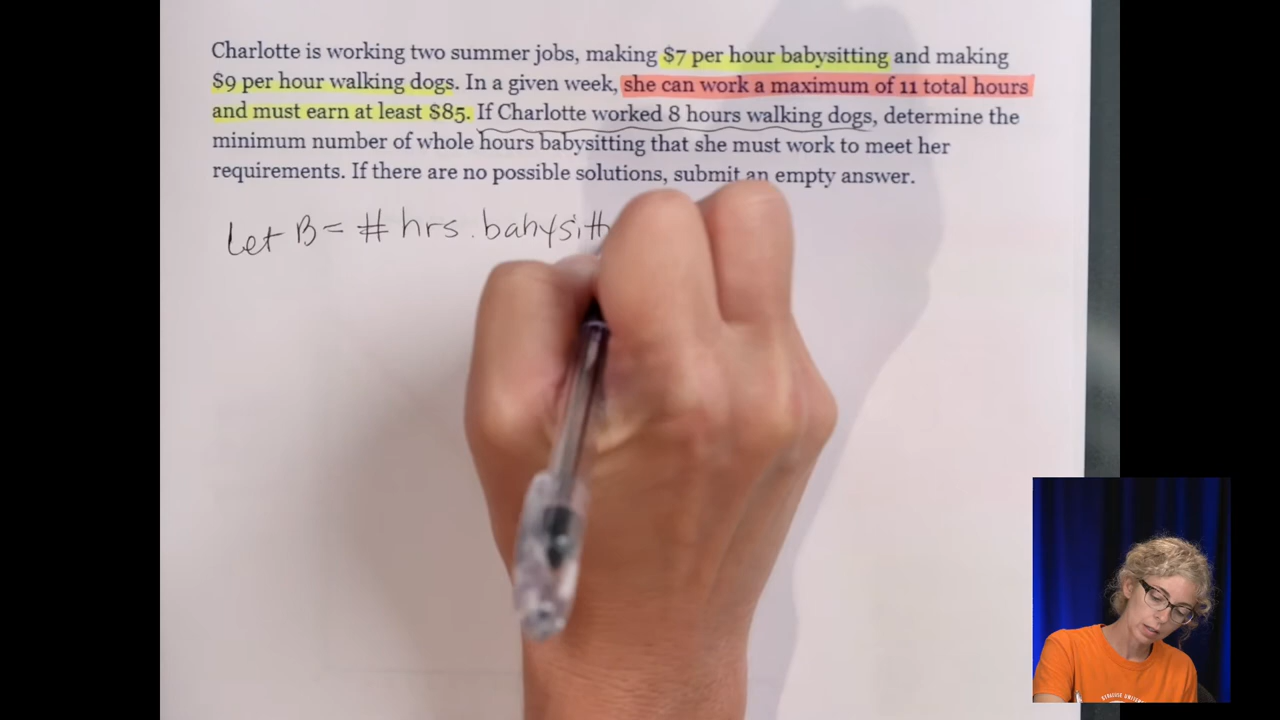 Charlotte is working two summer jobs, making $7 per hour babysitting and making
$9 per hour walking dogs. In a given week, she can work a maximum of 11 total hours
and must earn at least $85. If Charlotte worked 8 hours walking dogs, determine the
minimum number of whole hours babysitting that she must work to meet her
requirements. If there are no possible solutions, submit an empty answer.
Let B = # hrs. babysitt
SYRACUSE UNIVERSITY